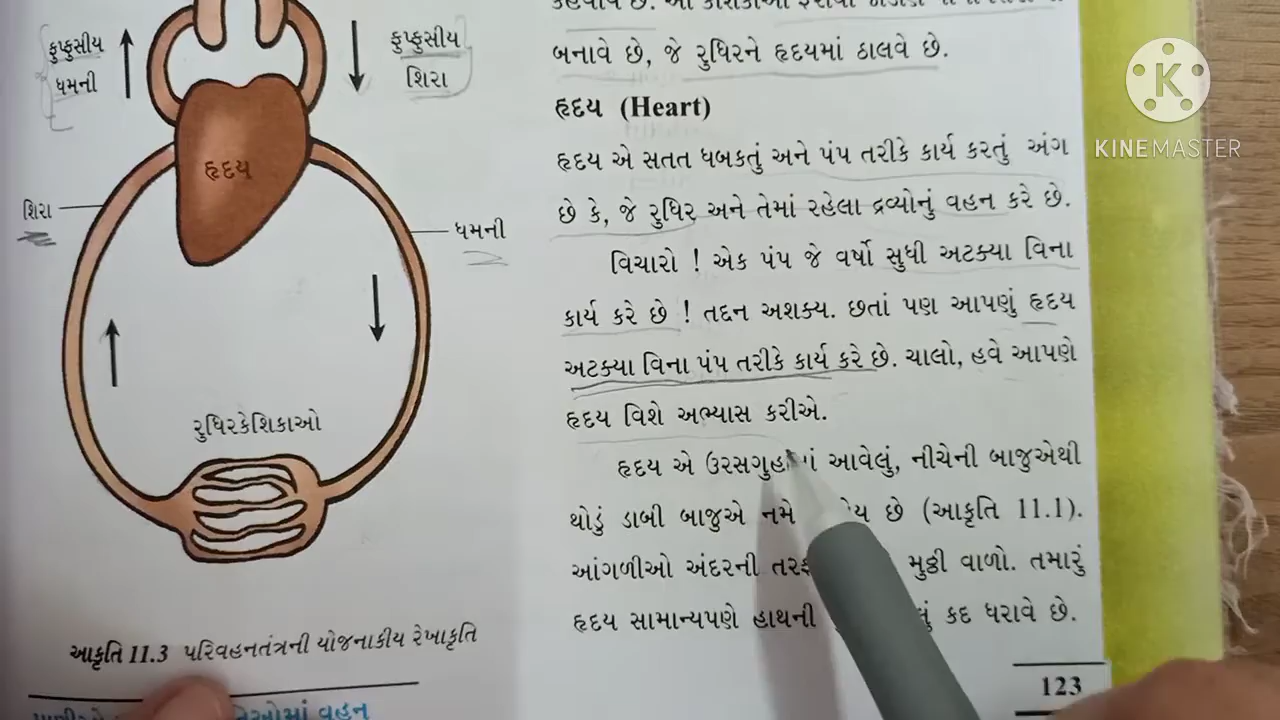 ફુપ્ફુસીય
ધમની
ફુપ્ફુસીય
શિરા
હૃદય
શિરા
ધમની
રુધિરકેશિકાઓ
આકૃતિ 11.3 પરિવહનતંત્રની યોજનાકીય રેખાકૃતિ
વહન
બનાવે છે, જે રુધિરને હૃદયમાં ઠાલવે છે.
હૃદય (Heart)
હૃદય એ સતત ધબકતું અને પંપ તરીકે કાર્ય કરતું અંગ
છે કે, જે રુધિર અને તેમાં રહેલા દ્રવ્યોનું વહન કરે છે.
વિચારો ! એક પંપ જે વર્ષો સુધી અટક્યા વિના
કાર્ય કરે છે ! તદ્દન અશક્ય. છતાં પણ આપણું હૃદય
અટક્યા વિના પંપ તરીકે કાર્ય કરે છે. ચાલો, હવે આપણે
હૃદય વિશે અભ્યાસ કરીએ.
હૃદય એ આવેલું, નીચેની બાજુએથી
થોડું ડાબી બાજુએ છે (આકૃતિ 11.1).
આંગળીઓ અંદરની મુઠ્ઠી વાળો. તમારું
હૃદય સામાન્યપણે હાથની કદ ધરાવે છે.
123
K
KINEMASTER